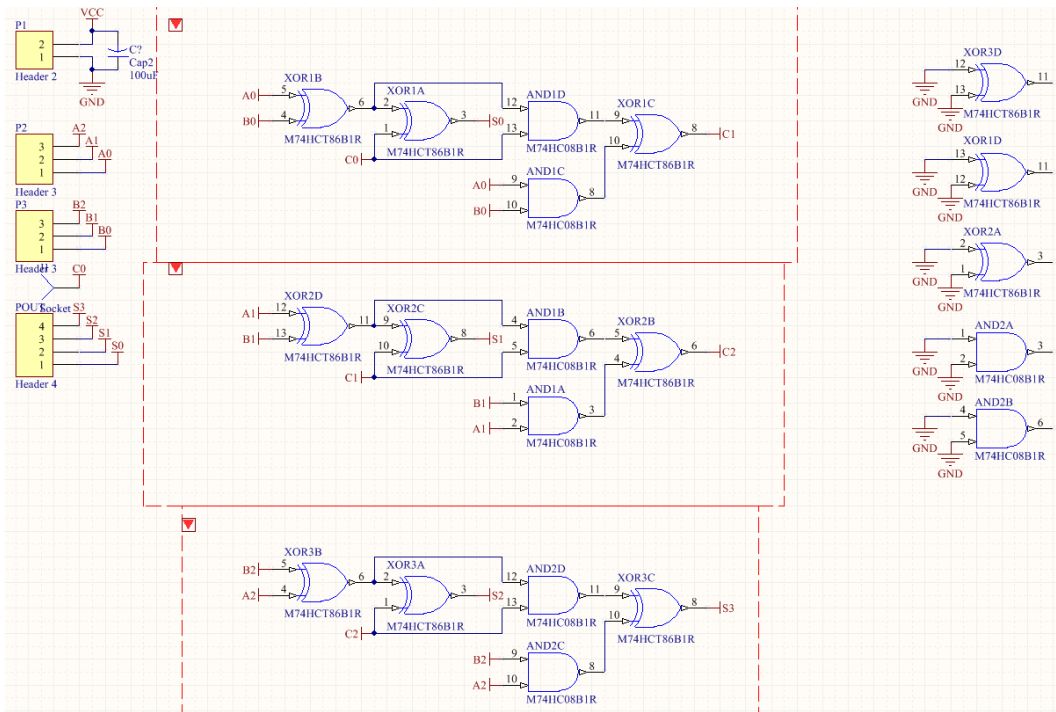 P1
VCC
2
1
Header 2
C?
Cap2
100uF
GND
P2
3
2
1
A2
A1
A0
Header 3
P3
3
2
1
B2
B1
B0
Header 3
C0
Socket
POUT
4
3
2
1
S3
S2
S1
S0
Header 4
XOR1B
A0
5
B0
4
6
M74HCT86B1R
XOR1A
2
1
3
S0
M74HCT86B1R
C0
AND1D
12
13
11
M74HC08B1R
AND1C
A0
9
B0
10
8
M74HC08B1R
XOR1C
9
10
8
C1
M74HCT86B1R
XOR2D
A1
12
B1
13
11
M74HCT86B1R
XOR2C
9
10
8
S1
M74HCT86B1R
C1
AND1B
4
5
6
M74HC08B1R
AND1A
B1
1
A1
2
3
M74HC08B1R
XOR2B
5
4
6
C2
M74HCT86B1R
XOR3B
B2
5
A2
4
6
M74HCT86B1R
XOR3A
2
1
3
S2
M74HCT86B1R
C2
AND2D
12
13
11
M74HC08B1R
AND2C
B2
9
A2
10
8
M74HC08B1R
XOR3C
9
10
8
S3
M74HCT86B1R
XOR3D
12
13
11
GND
GND
M74HCT86B1R
XOR1D
13
12
11
GND
GND
M74HCT86B1R
XOR2A
2
1
3
GND
GND
M74HCT86B1R
AND2A
1
2
3
GND
GND
M74HC08B1R
AND2B
4
5
6
GND
GND
M74HC08B1R